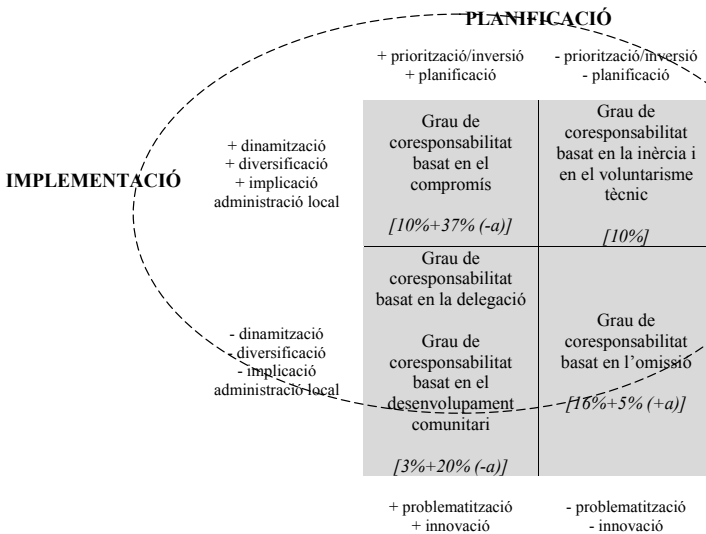 PLANIFICACIÓ
+ priorització/inversió
+ planificació
- priorització/inversió
- planificació
IMPLEMENTACIÓ
+ dinamització
+ diversificació
+ implicació
administració local
Grau de
coresponsabilitat
basat en el
compromís
[10%+37% (-a)]
Grau de
coresponsabilitat
basat en la inèrcia i
en el voluntarisme
tècnic
[10%]
- dinamització
- diversificació
- implicació
administració local
Grau de
coresponsabilitat
basat en la delegació
Grau de
coresponsabilitat
basat en el
desenvolupament
comunitari
[3%+20% (-a)]
Grau de
coresponsabilitat
basat en l’omissió
[16%+5% (+a)]
+ problematització
+ innovació
- problematització
- innovació